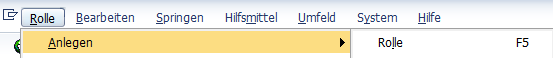 Rolle Bearbeiten Springen Hilfsmittel Umfeld System Hilfe
Anlegen Rolle F5